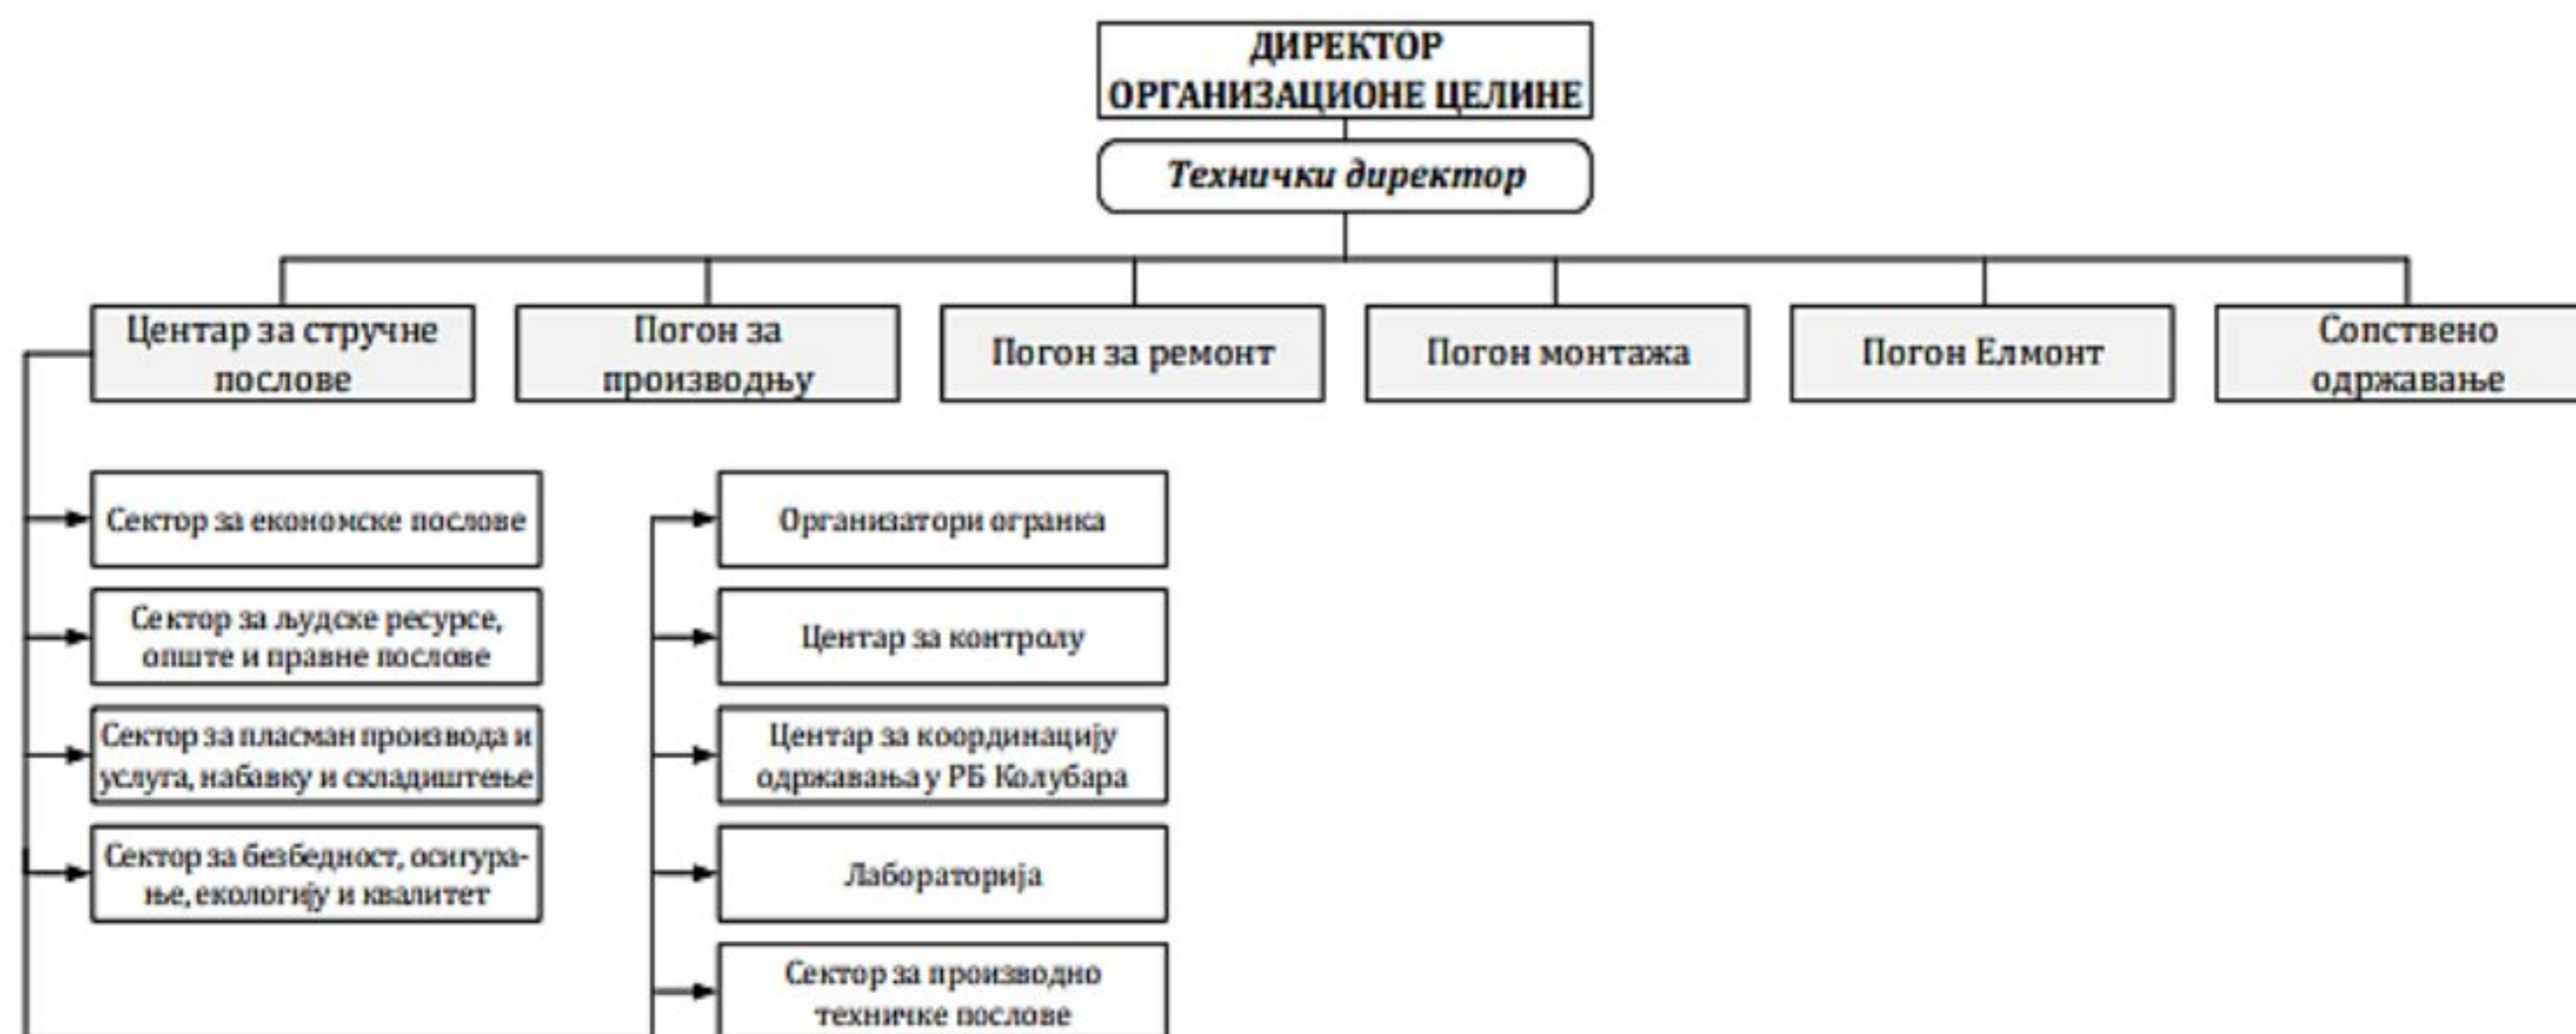 ДИРЕКТОР
ОРГАНИЗАЦИОНЕ ЦЕЛИНЕ
Технички директор
Центар за стручне
послове
Погон за
производњу
Погон за ремонт
Погон монтажа
Погон Елмонт
Сопствено
одржавање
Сектор за економске послове
Сектор за људске ресурсе,
опште и правне послове
Сектор за пласман производа и
услуга, набавку и складиштење
Сектор за безбедност, осигура-
ње, екологију и квалитет
Организатори огранка
Центар за контролу
Центар за координацију
одржавања у РБ Колубара
Лабораторија
Сектор за производно
техничке послове